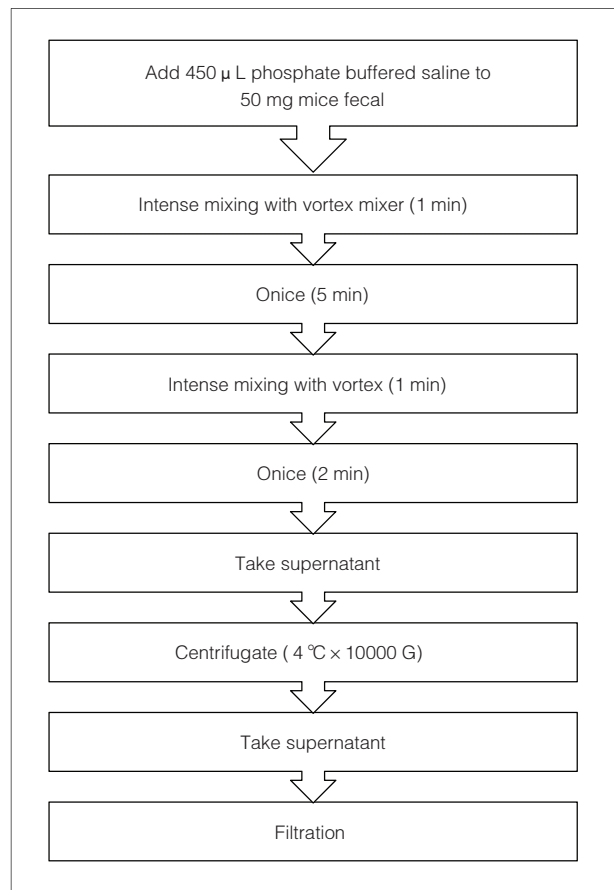 Add 450 μ L phosphate buffered saline to
50 mg mice fecal
Intense mixing with vortex mixer (1 min)
Onice (5 min)
Intense mixing with vortex (1 min)
Onice (2 min)
Take supernatant
Centrifugate ( 4 ℃ × 10000 G)
Take supernatant
Filtration